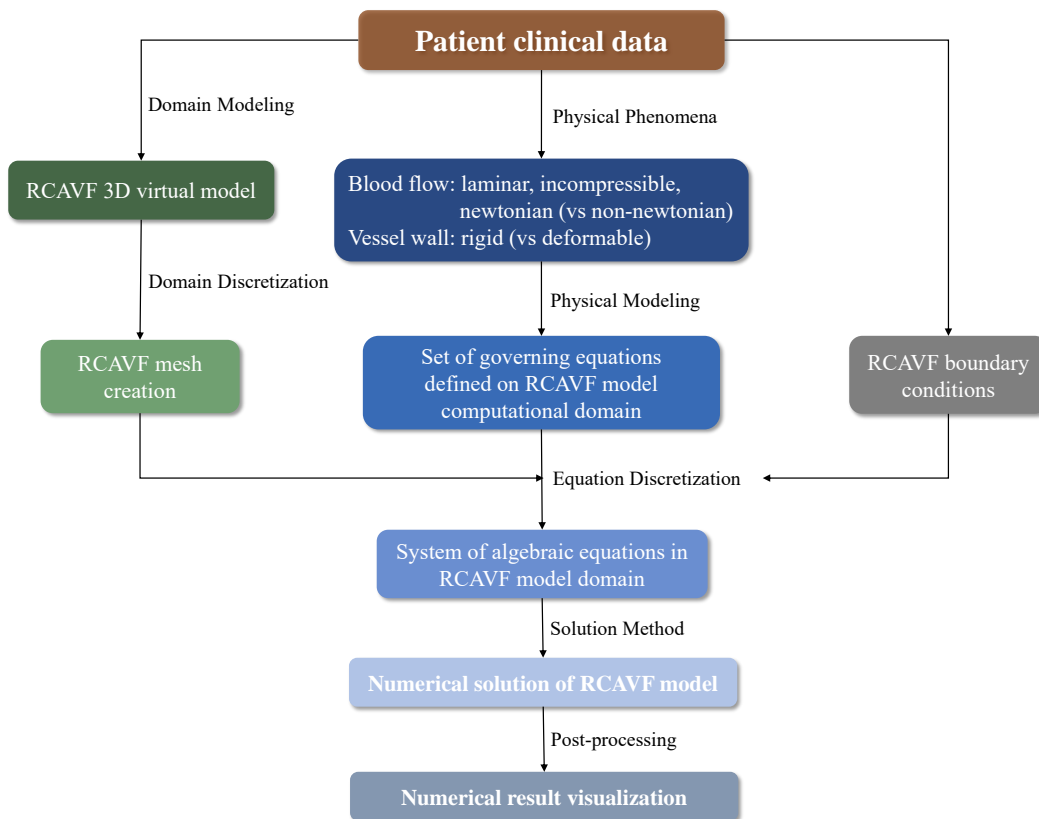 Patient clinical data
Domain Modeling
Physical Phenomena
RCAVF 3D virtual model
Blood flow: laminar, incompressible,
newtonian (vs non-newtonian)
Vessel wall: rigid (vs deformable)
Domain Discretization
Physical Modeling
RCAVF mesh
creation
Set of governing equations
defined on RCAVF model
computational domain
RCAVF boundary
conditions
Equation Discretization
System of algebraic equations in
RCAVF model domain
Solution Method
Numerical solution of RCAVF model
Post-processing
Numerical result visualization